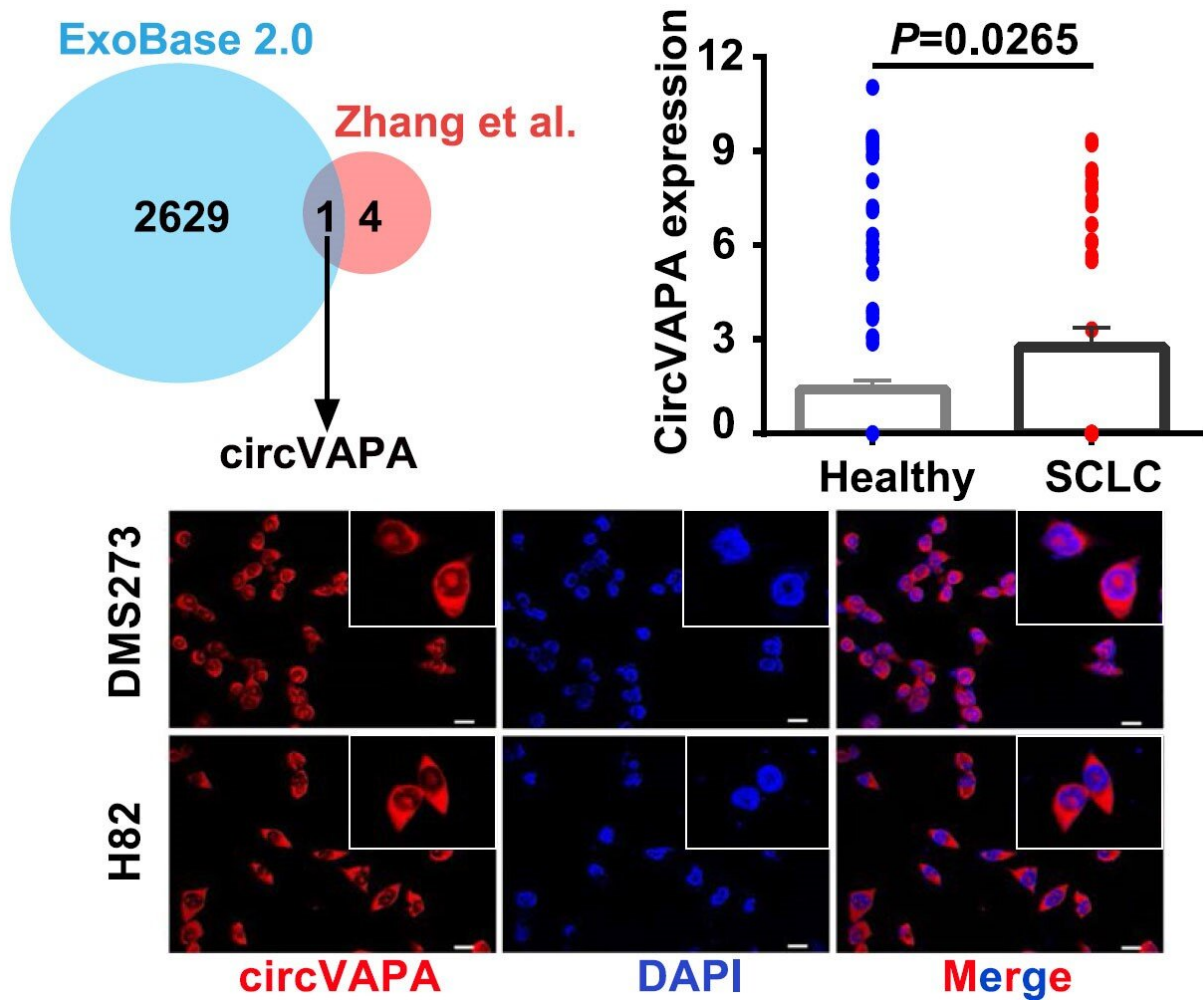 ExoBase 2.0
Zhang et al.
2629
1
4
circVAPA
P=0.0265
CircVAPA expression
12
9
6
3
0
Healthy
SCLC
DMS273
H82
circVAPA
DAPI
Merge